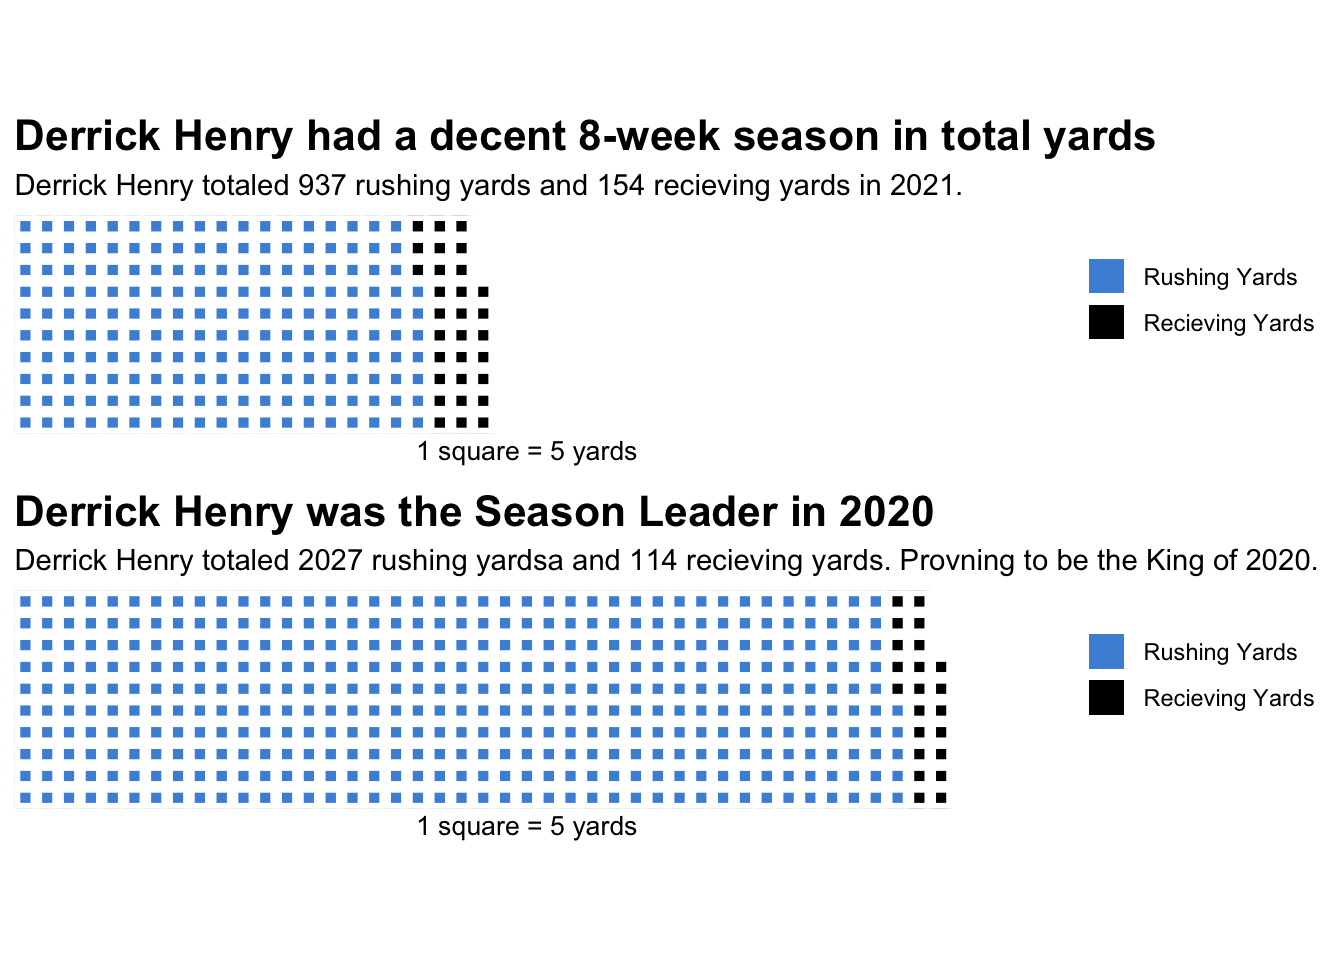 Derrick Henry had a decent 8-week season in total yards
Derrick Henry totaled 937 rushing yards and 154 recieving yards in 2021.
Rushing Yards
Recieving Yards
1 square = 5 yards
Derrick Henry was the Season Leader in 2020
Derrick Henry totaled 2027 rushing yardsa and 114 recieving yards. Provning to be the King of 2020.
Rushing Yards
Recieving Yards
1 square = 5 yards